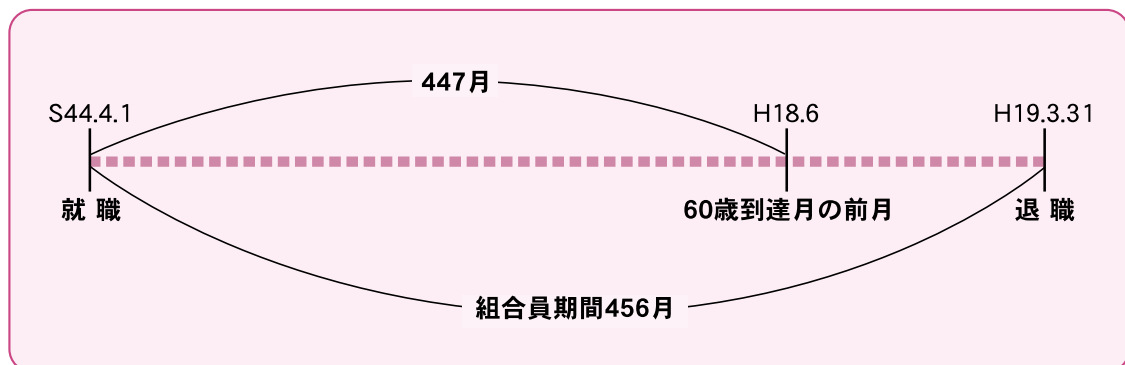 447月
S44.4.1
H18.6
H19.3.31
就 職
60歳到達月の前月
退 職
組合員期間456月